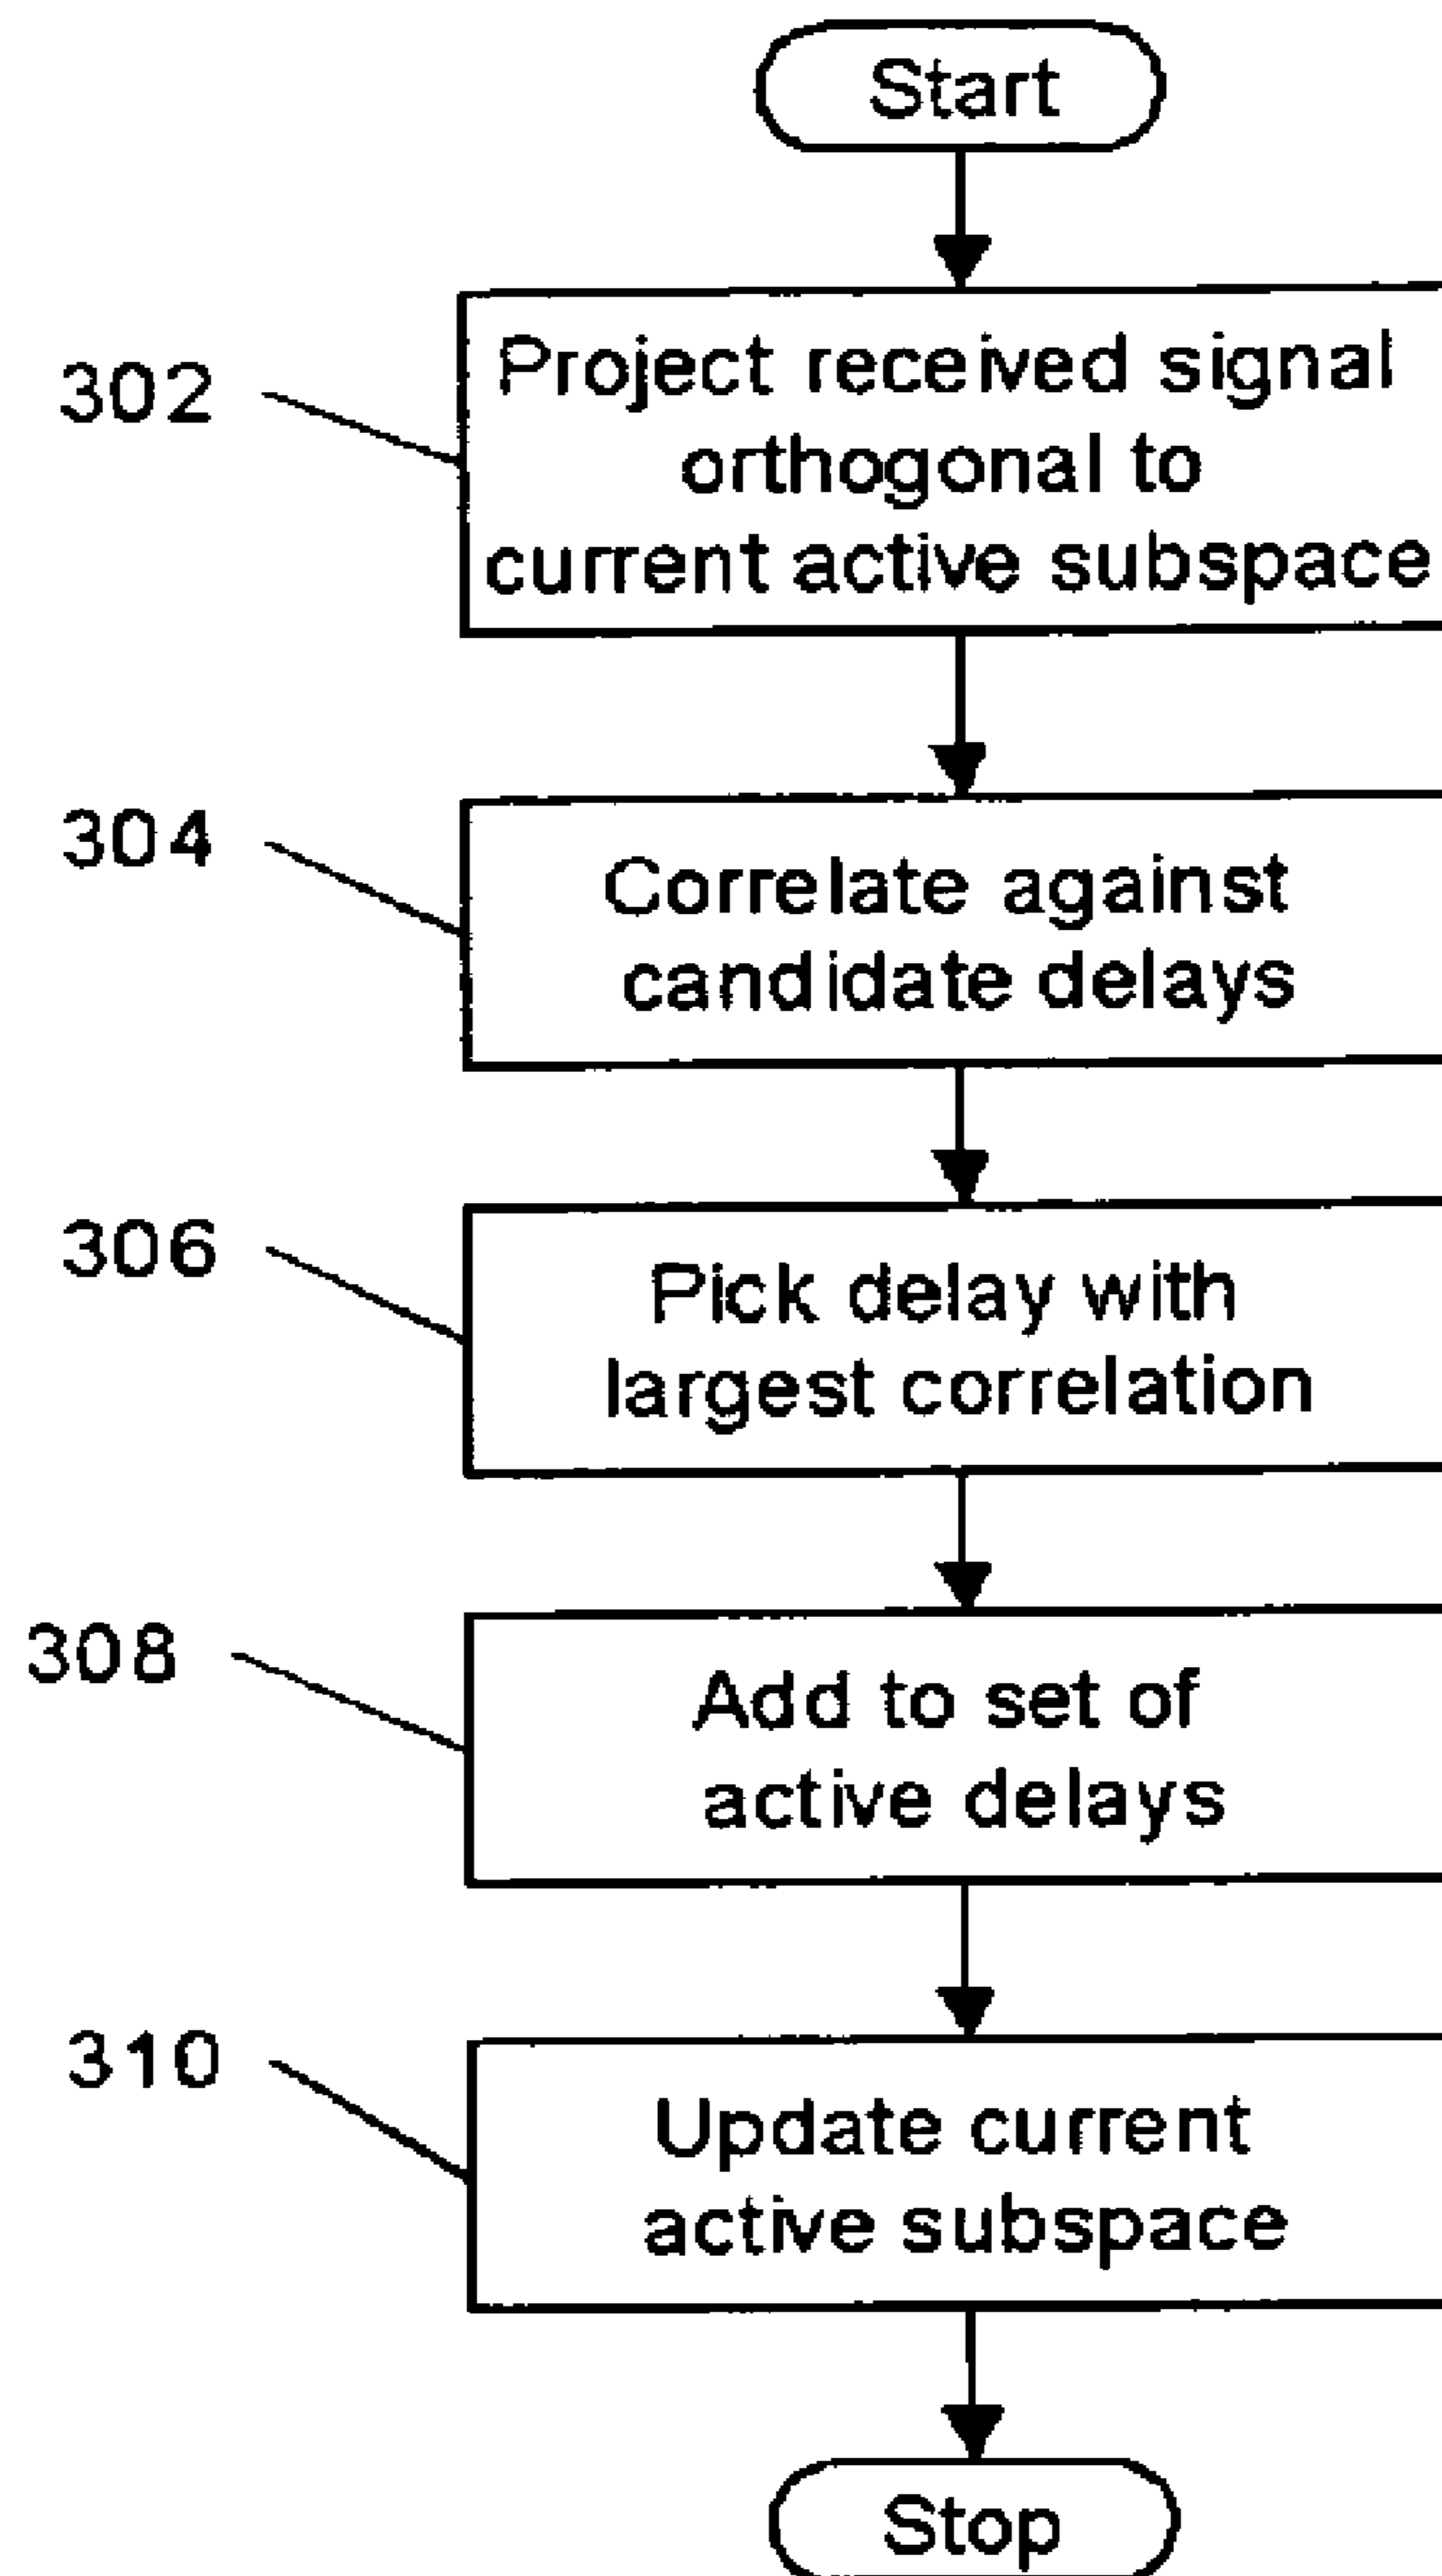 Start
302
Project received signal
orthogonal to
current active subspace
304
Correlate against
candidate delays
306
Pick delay with
largest correlation
308
Add to set of
active delays
310
Update current
active subspace
Stop